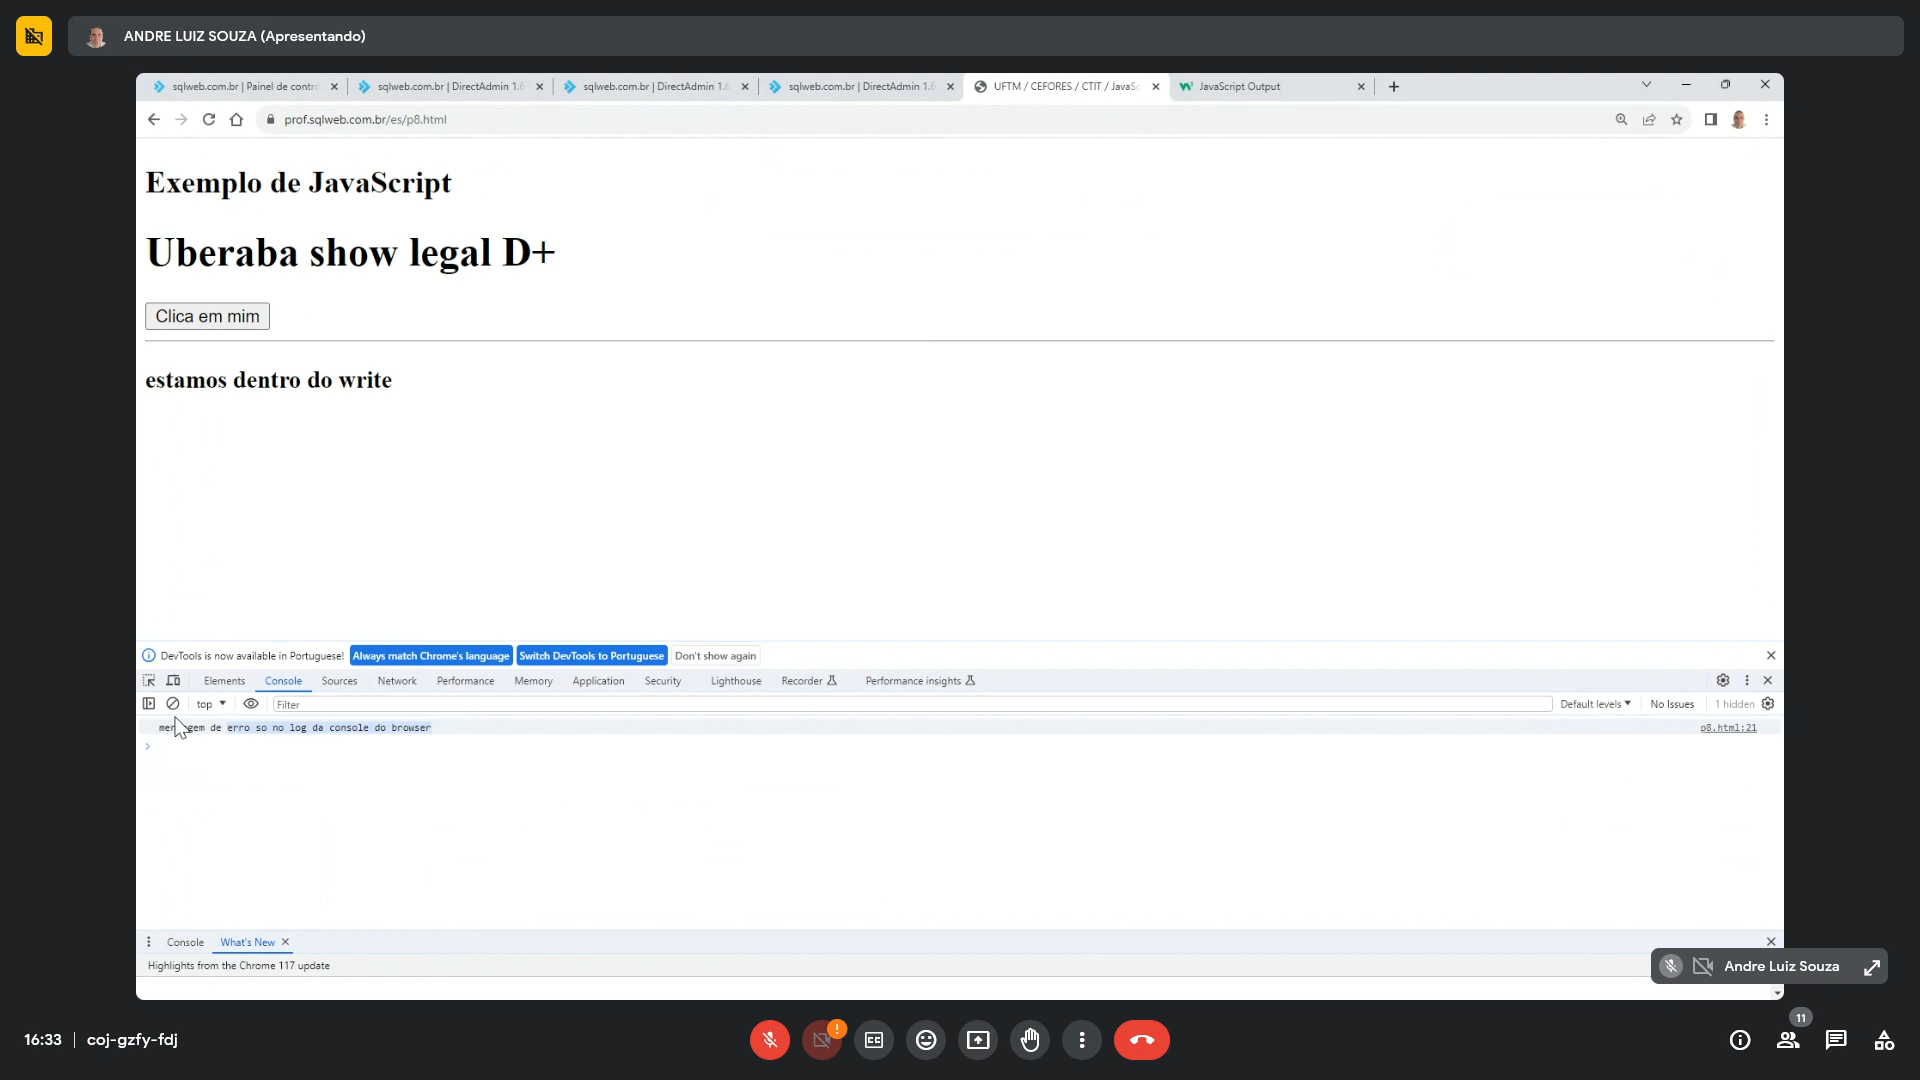 ANDRE LUIZ SOUZA (Apresentando)
sqlweb.com.br | Painel de contro
sqlweb.com.br | DirectAdmin 1.6
sqlweb.com.br | DirectAdmin 1.6
sqlweb.com.br | DirectAdmin 1.6
UFTM / CEFORES / CTIT / JavaSc
JavaScript Output
prof.sqlweb.com.br/es/p8.html
Exemplo de JavaScript
Uberaba show legal D+
Clica em mim
estamos dentro do write
DevTools is now available in Portuguese! Always match Chrome's language Switch DevTools to Portuguese Don't show again
Elements Console Sources Network Performance Memory Application Security Lighthouse Recorder Performance insights
top Filter Default levels No Issues 1 hidden
de erro so no log da console do browser p8.html:21
Console What's New
Highlights from the Chrome 117 update
Andre Luiz Souza
11
16:33 coj-gzfy-fdj